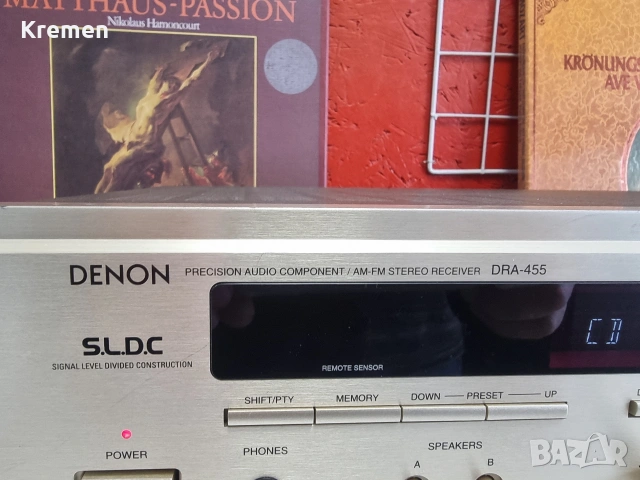 Kremen
MATTHÄUS-PASSION
Nikolaus Harnoncourt
KRÖNUNGS
AVE
DENON PRECISION AUDIO COMPONENT / AM-FM STEREO RECEIVER DRA-455
S.L.D.C
SIGNAL LEVEL DIVIDED CONSTRUCTION
CD
REMOTE SENSOR
SHIFT/PTY MEMORY DOWN PRESET UP
POWER PHONES SPEAKERS
A B
BAZAR